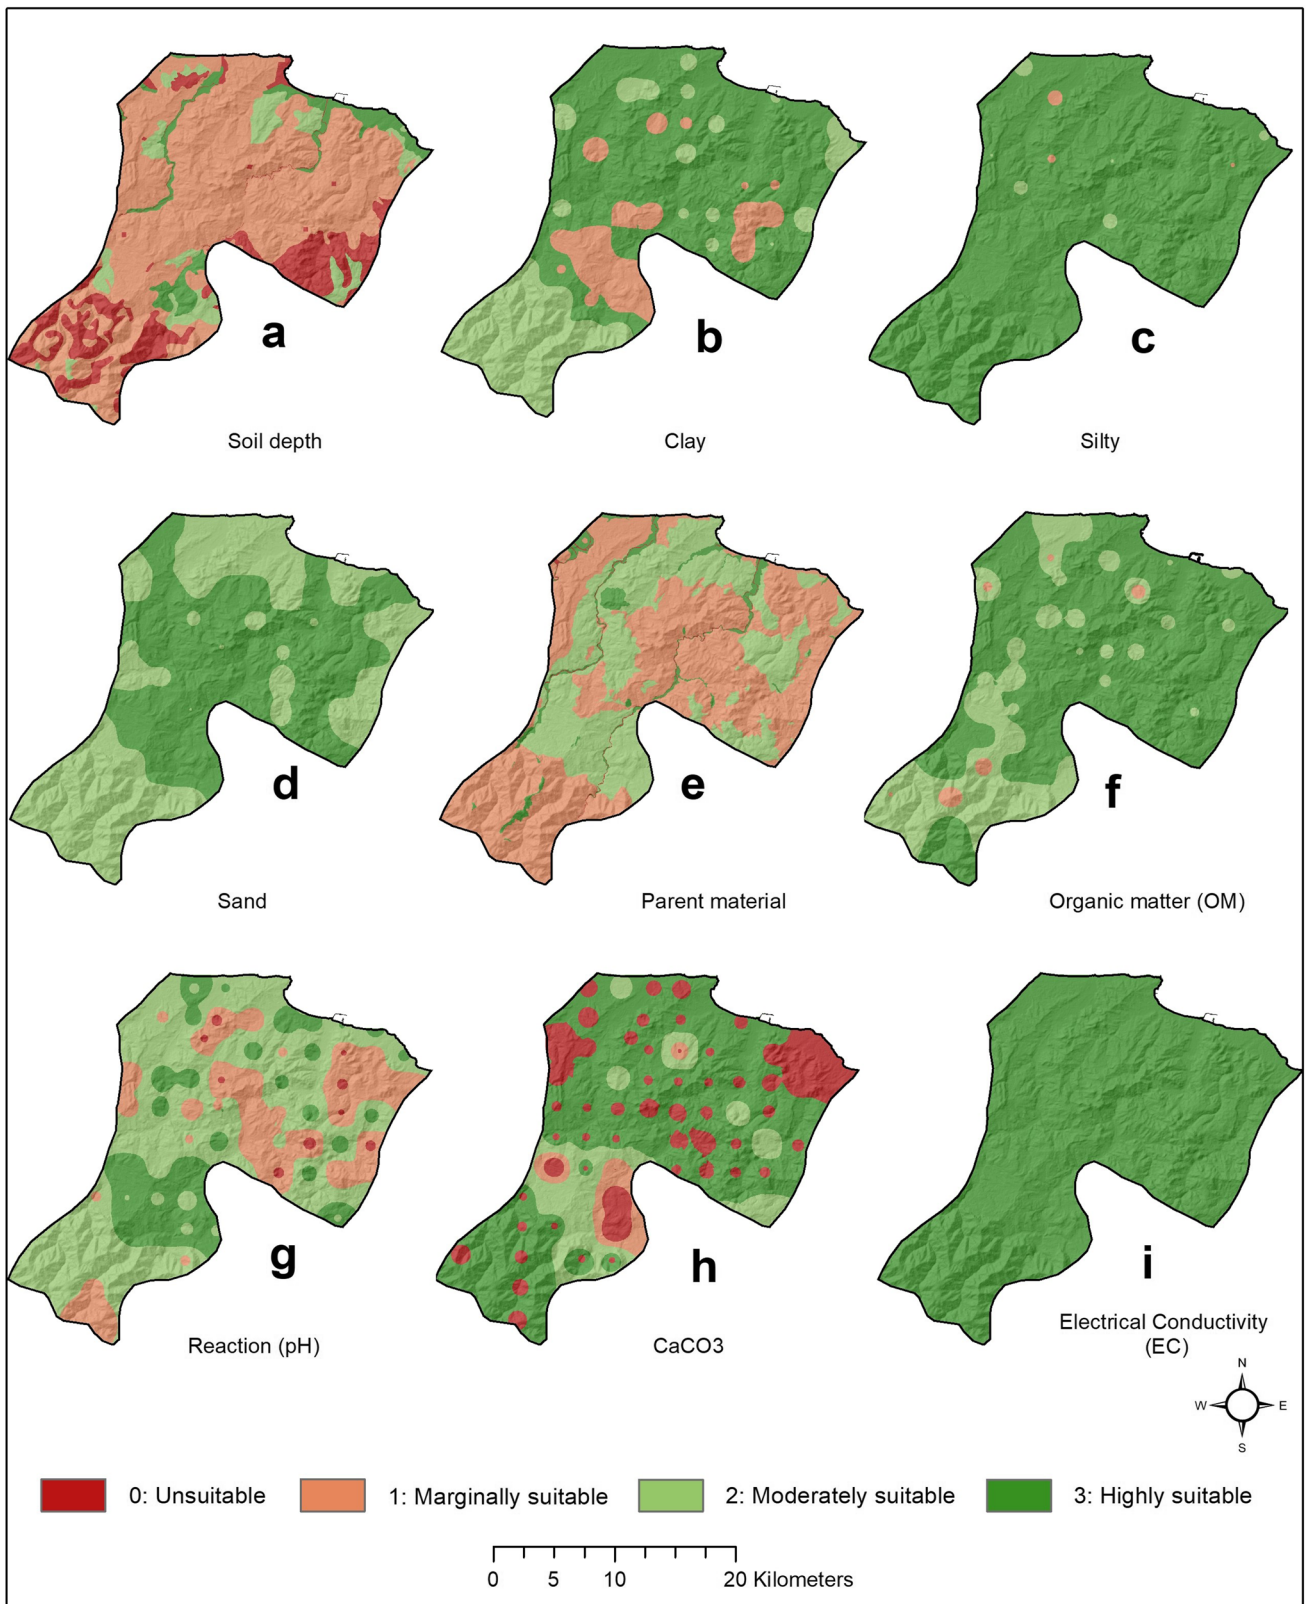 a
b
c
Soil depth
Clay
Silty
d
e
f
Sand
Parent material
Organic matter (OM)
g
h
i
Reaction (pH)
CaCO3
Electrical Conductivity
(EC)
N
W
E
S
0: Unsuitable
1: Marginally suitable
2: Moderately suitable
3: Highly suitable
0 5 10 20 Kilometers